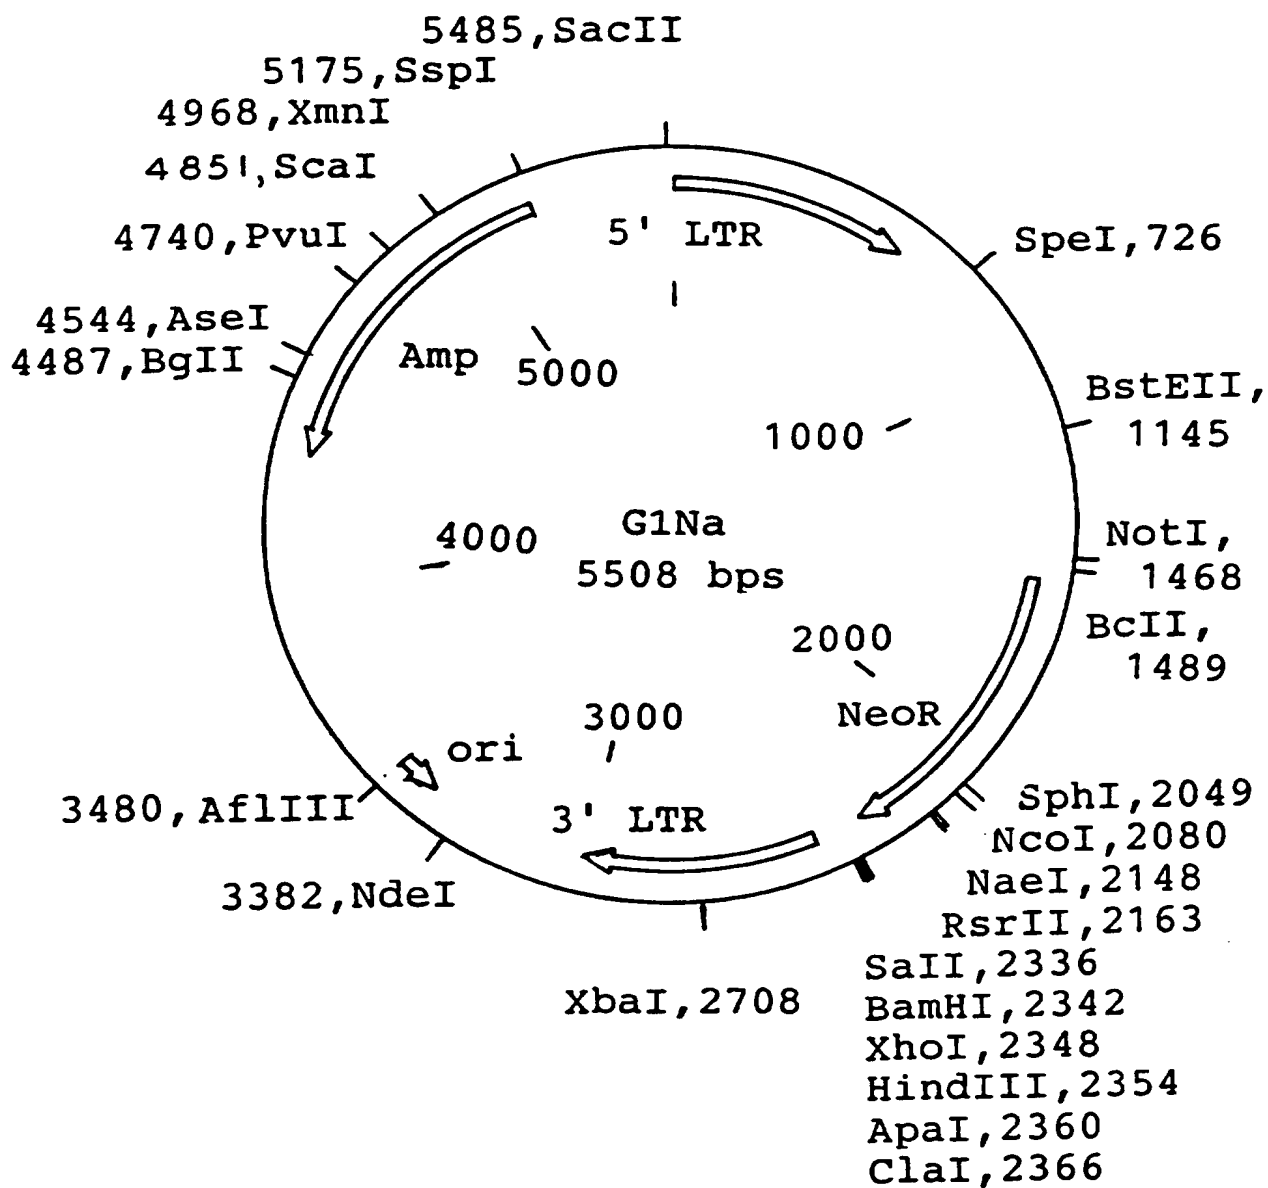 5485,SacII
5175,SspI
4968,XmnI
4851,ScaI
4740,PvuI
4544,AseI
4487,BgII
5' LTR
SpeI,726
Amp
5000
BstEII,
1145
1000
G1Na
5508 bps
4000
NotI,
1468
BcII,
1489
2000
NeoR
3000
ori
3' LTR
3480,AflIII
3382,NdeI
XbaI,2708
SphI,2049
NcoI,2080
NaeI,2148
RsrII,2163
SaII,2336
BamHI,2342
XhoI,2348
HindIII,2354
ApaI,2360
ClaI,2366